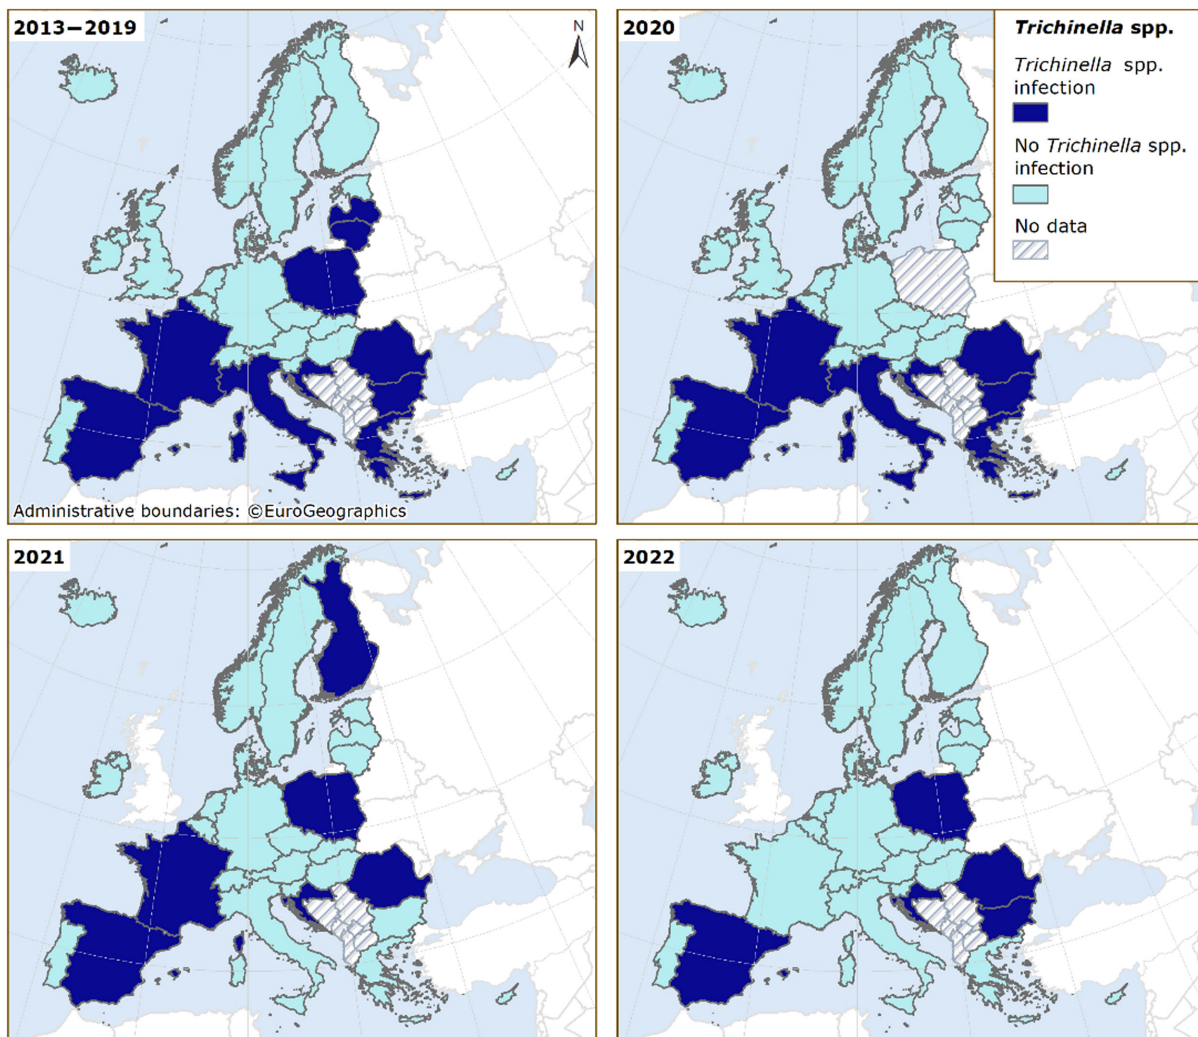 2013–2019
N
Administrative boundaries: ©EuroGeographics
2020
Trichinella spp.
Trichinella spp.
infection
No Trichinella spp.
infection
No data
2021
2022